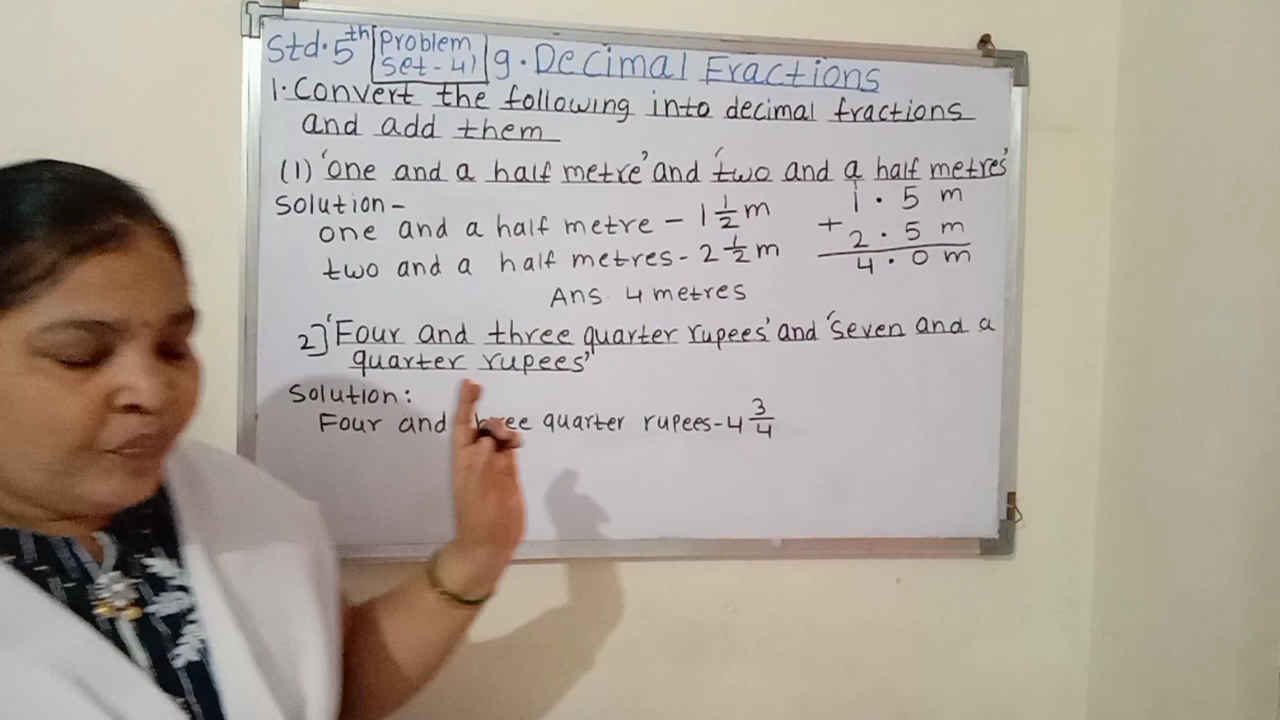 Std. 5th Problem Set-41 9. Decimal Fractions
1. Convert the following into decimal fractions
and add them
(1) 'one and a half metre' and 'two and a half metres'
Solution-
one and a half metre - 1 1/2 m
two and a half metres - 2 1/2 m
1.5 m
+ 2.5 m
4.0 m
Ans. 4 metres
2] 'Four and three quarter rupees' and 'seven and a
quarter rupees'
Solution:
Four and three quarter rupees - 4 3/4